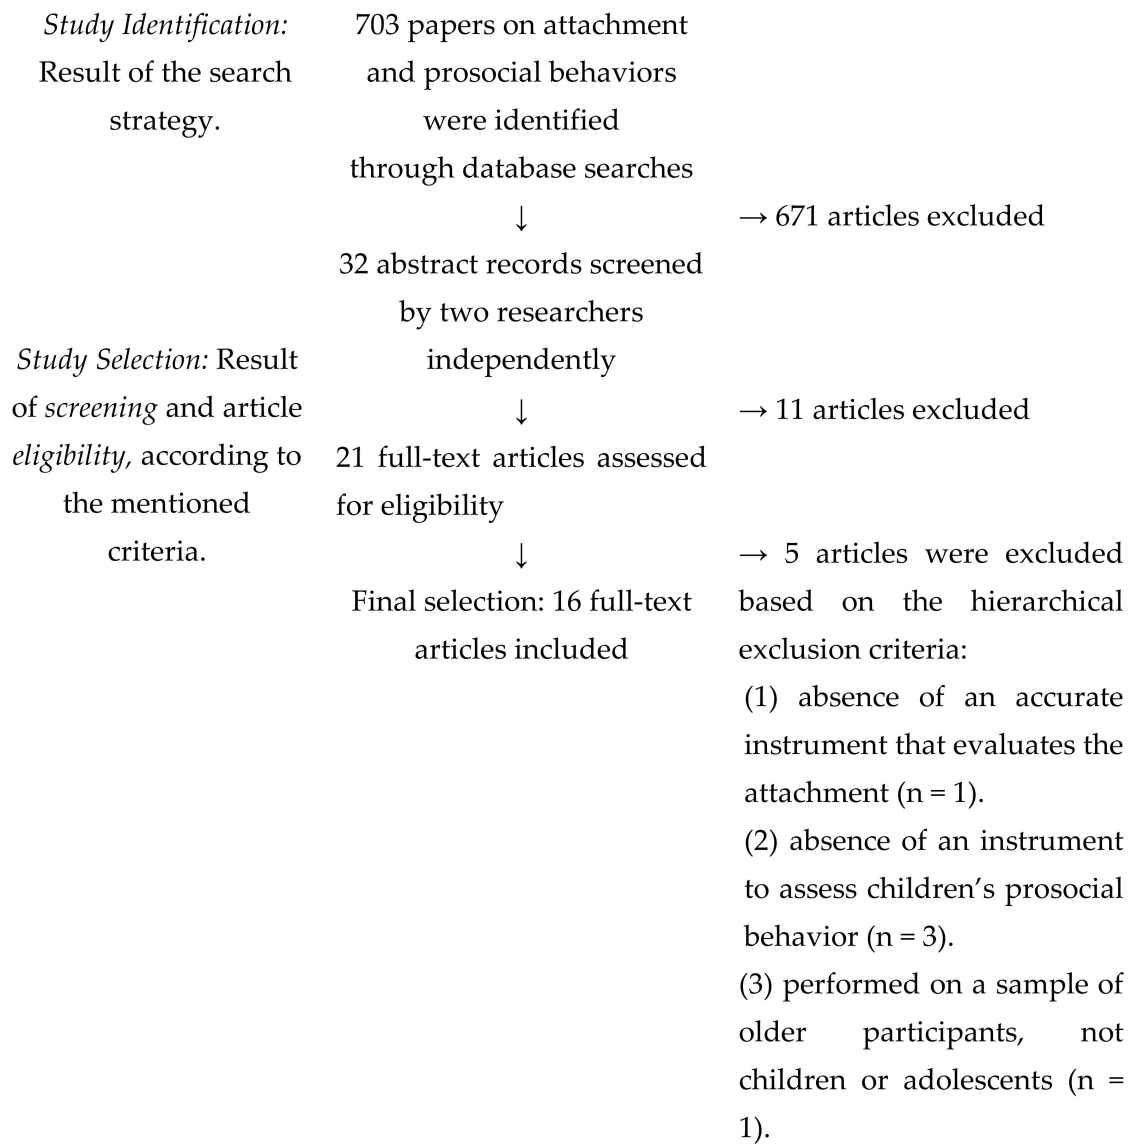 Study Identification:
Result of the search
strategy.
703 papers on attachment
and prosocial behaviors
were identified
through database searches
↓
→ 671 articles excluded
32 abstract records screened
by two researchers
independently
Study Selection: Result
of screening and article
eligibility, according to
the mentioned
criteria.
↓
→ 11 articles excluded
21 full-text articles assessed
for eligibility
↓
Final selection: 16 full-text
articles included
→ 5 articles were excluded
based on the hierarchical
exclusion criteria:
(1) absence of an accurate
instrument that evaluates the
attachment (n = 1).
(2) absence of an instrument
to assess children’s prosocial
behavior (n = 3).
(3) performed on a sample of
older participants, not
children or adolescents (n =
1).